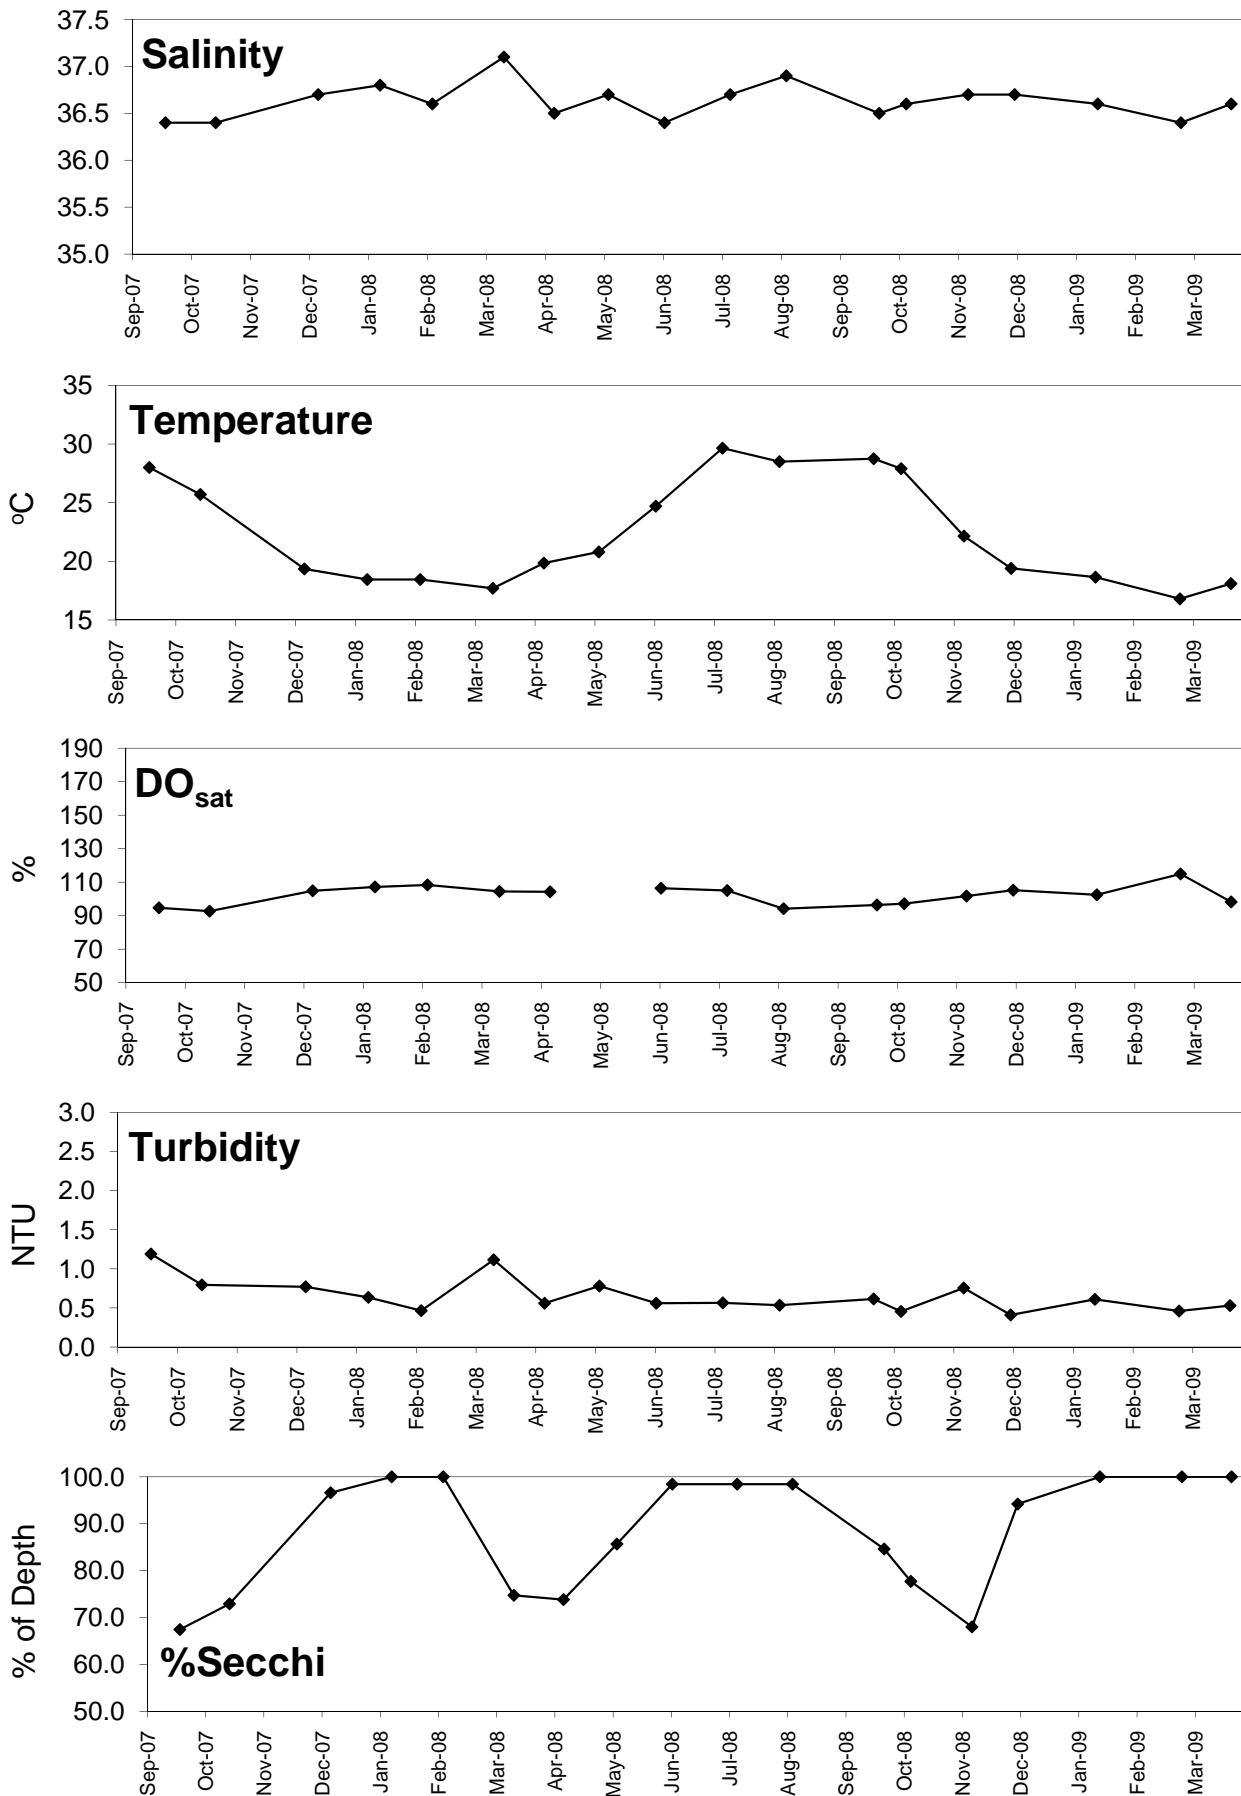 Salinity
37.5
37.0
36.5
36.0
35.5
35.0
Sep-07 Oct-07 Nov-07 Dec-07 Jan-08 Feb-08 Mar-08 Apr-08 May-08 Jun-08 Jul-08 Aug-08 Sep-08 Oct-08 Nov-08 Dec-08 Jan-09 Feb-09 Mar-09
Temperature
ºC
35
30
25
20
15
Sep-07 Oct-07 Nov-07 Dec-07 Jan-08 Feb-08 Mar-08 Apr-08 May-08 Jun-08 Jul-08 Aug-08 Sep-08 Oct-08 Nov-08 Dec-08 Jan-09 Feb-09 Mar-09
DOsat
%
190
170
150
130
110
90
70
50
Sep-07 Oct-07 Nov-07 Dec-07 Jan-08 Feb-08 Mar-08 Apr-08 May-08 Jun-08 Jul-08 Aug-08 Sep-08 Oct-08 Nov-08 Dec-08 Jan-09 Feb-09 Mar-09
Turbidity
NTU
3.0
2.5
2.0
1.5
1.0
0.5
0.0
Sep-07 Oct-07 Nov-07 Dec-07 Jan-08 Feb-08 Mar-08 Apr-08 May-08 Jun-08 Jul-08 Aug-08 Sep-08 Oct-08 Nov-08 Dec-08 Jan-09 Feb-09 Mar-09
%Secchi
% of Depth
100.0
90.0
80.0
70.0
60.0
50.0
Sep-07 Oct-07 Nov-07 Dec-07 Jan-08 Feb-08 Mar-08 Apr-08 May-08 Jun-08 Jul-08 Aug-08 Sep-08 Oct-08 Nov-08 Dec-08 Jan-09 Feb-09 Mar-09